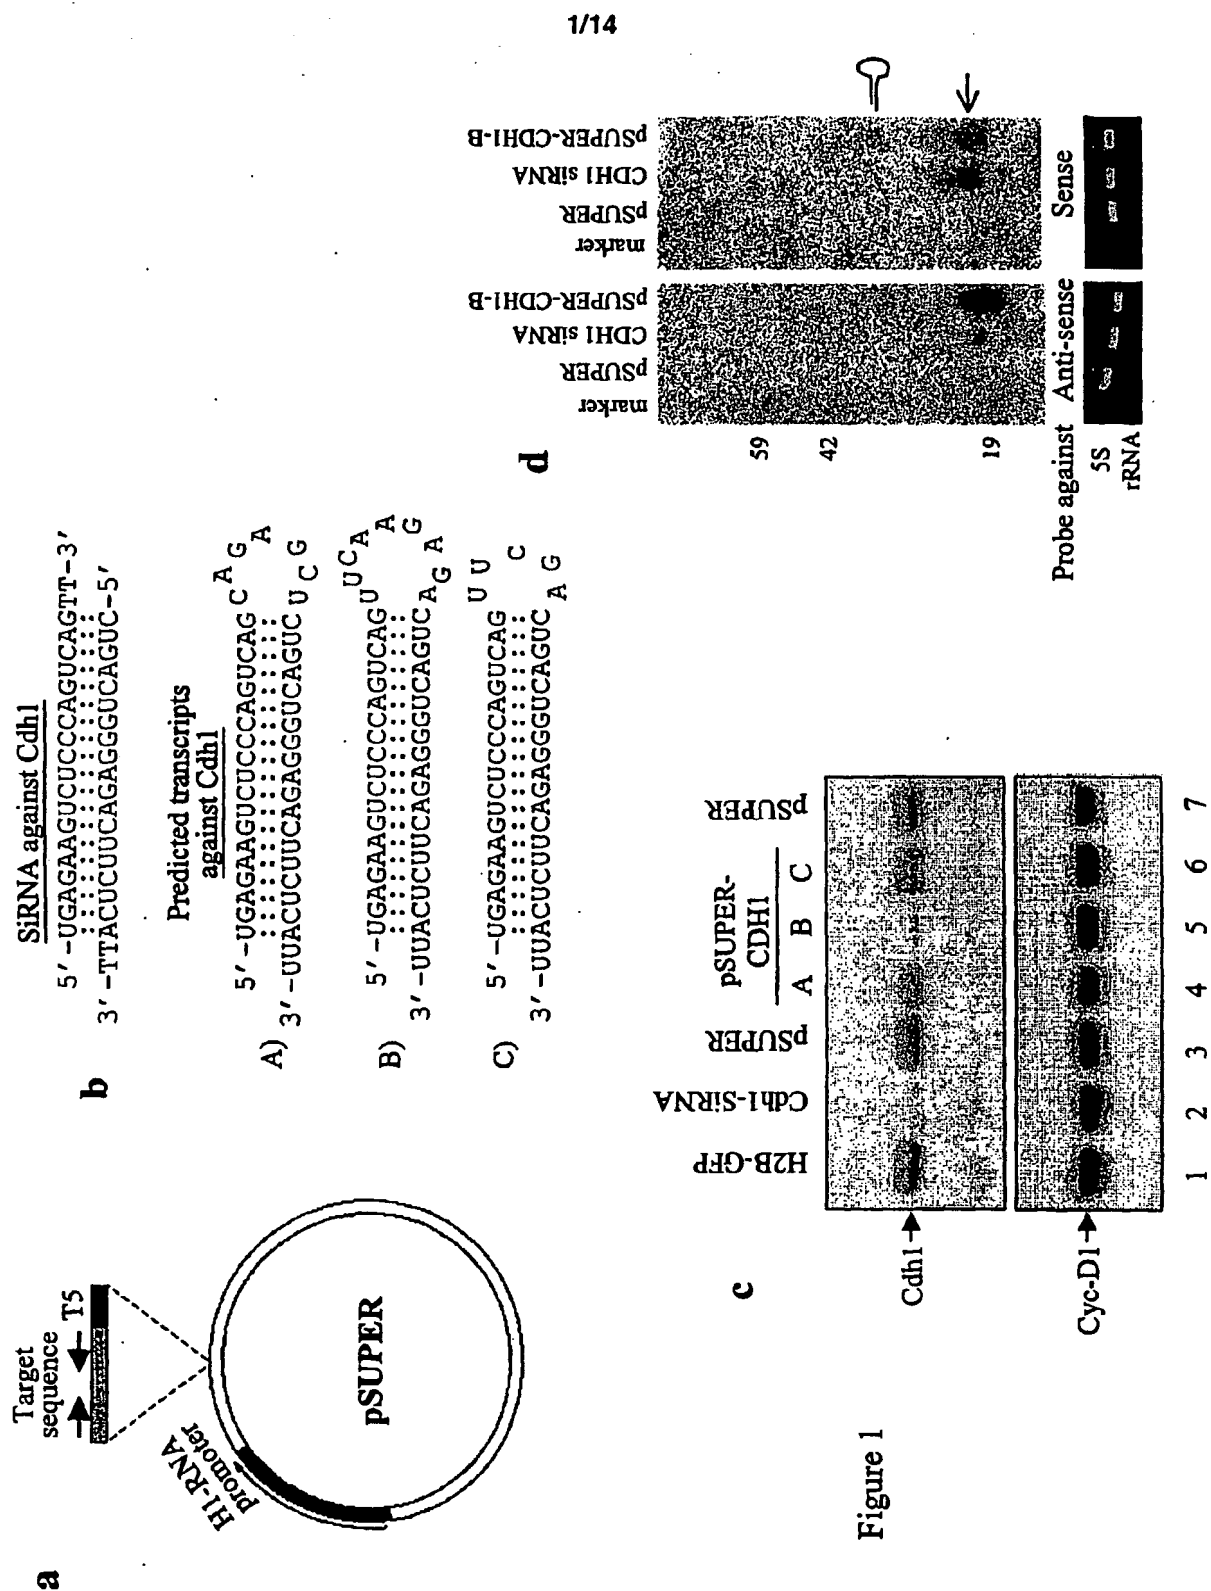 1/14
a
Target
sequence
T5
H1-RNA
promoter
pSUPER
b
SiRNA against Cdh1
5'-UGAGAAGUCUCCCAGUCAGTT-3'
3'-TTACUCUUCAGAGGGUCAGUC-5'
Predicted transcripts
against Cdh1
A)
5'-UGAGAAGUCUCCCAGUCAG
C A G A
3'-UUACUCUUCAGAGGGUCAGUC
U C G
B)
5'-UGAGAAGUCUCCCAGUCAG
U U C A A G
3'-UUACUCUUCAGAGGGUCAGUC
A G A
C)
5'-UGAGAAGUCUCCCAGUCAG
U U C
3'-UUACUCUUCAGAGGGUCAGUC
A G
c
H2B-GFP
Cdh1-SiRNA
pSUPER
pSUPER-
CDH1
A B C
pSUPER
Cdh1
Cyc-D1
1 2 3 4 5 6 7
d
marker
pSUPER
CDH1 siRNA
pSUPER-CDH1-B
marker
pSUPER
CDH1 siRNA
pSUPER-CDH1-B
59
42
19
Probe against Anti-sense Sense
5S
rRNA
Figure 1